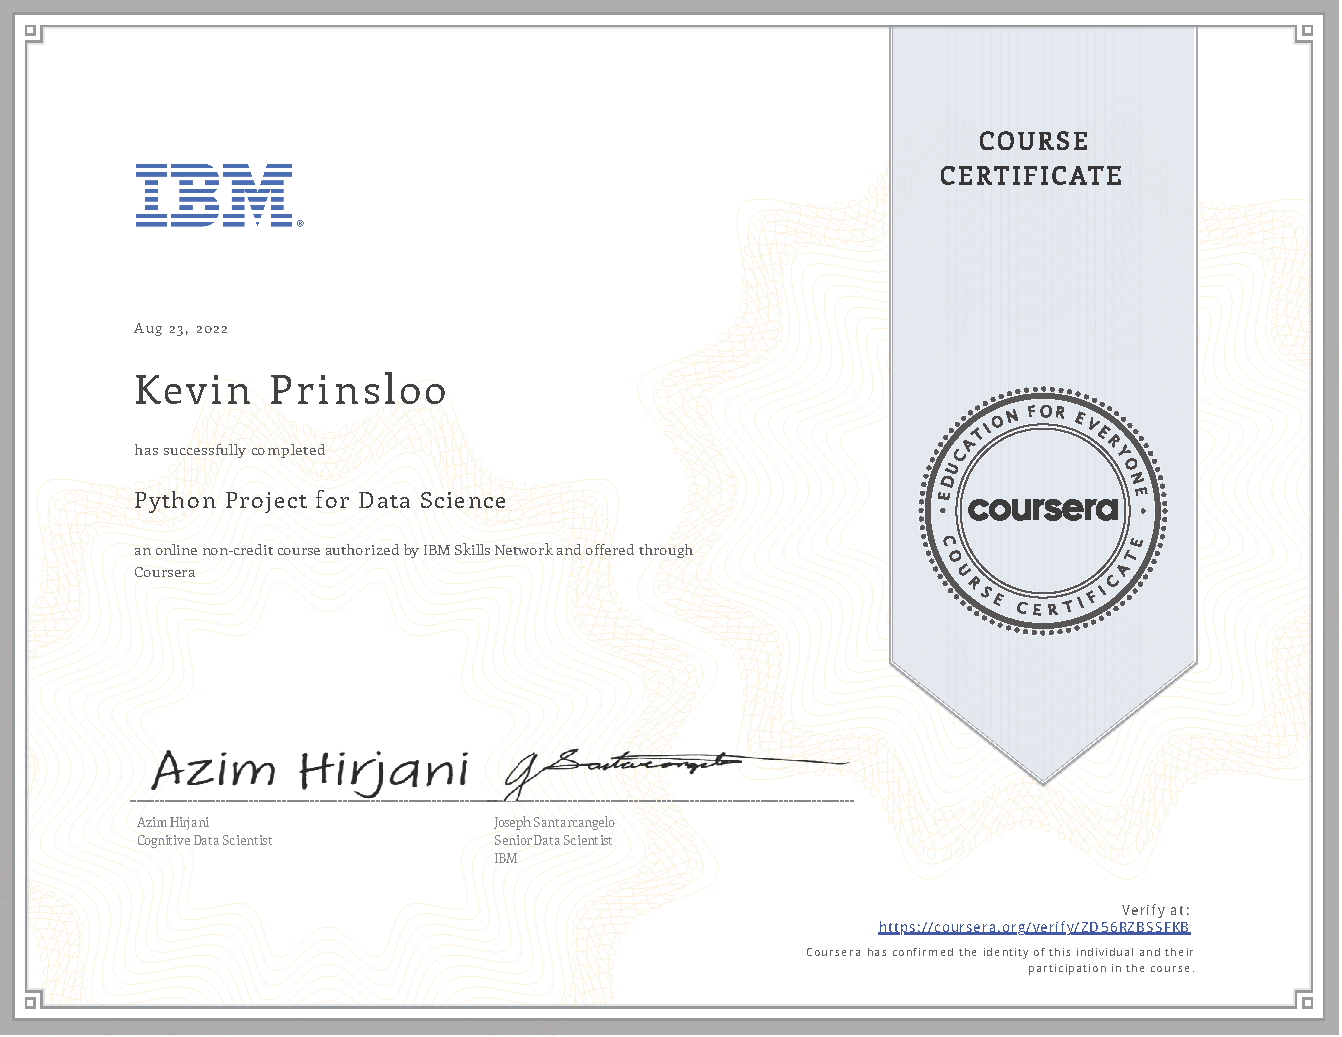 IBM®
COURSE
CERTIFICATE
Aug 23, 2022
Kevin Prinsloo
has successfully completed
Python Project for Data Science
an online non-credit course authorized by IBM Skills Network and offered through
Coursera
EDUCATION FOR EVERYONE
coursera
COURSE CERTIFICATE
Azim Hirjani
Azim Hirjani
Cognitive Data Scientist
J Santarcangelo
Joseph Santarcangelo
Senior Data Scientist
IBM
Verify at:
https://coursera.org/verify/ZD56RZBSSFKB
Coursera has confirmed the identity of this individual and their
participation in the course.